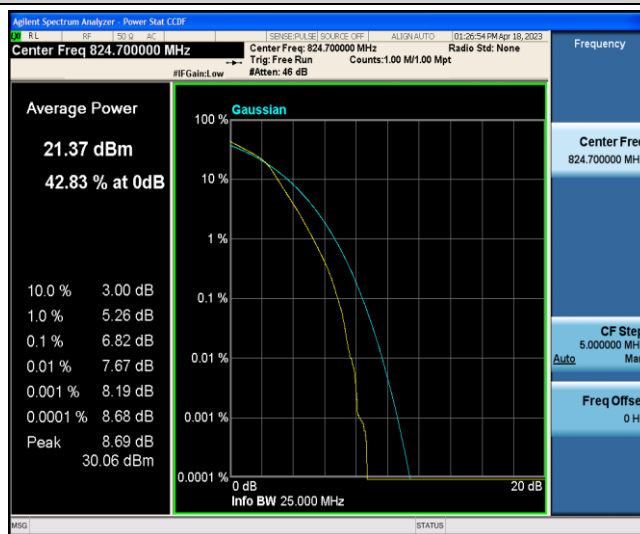 Agilent Spectrum Analyzer - Power Stat CCDF
RL RF 50 Ω AC SENSE:PULSE SOURCE OFF ALIGN AUTO 01:26:54 PM Apr 18, 2023
Center Freq 824.700000 MHz
Center Freq: 824.700000 MHz Radio Std: None
Trig: Free Run Counts:1.00 M/1.00 Mpt
#IFGain:Low #Atten: 46 dB
Frequency
Average Power
21.37 dBm
42.83 % at 0dB
10.0 % 3.00 dB
1.0 % 5.26 dB
0.1 % 6.82 dB
0.01 % 7.67 dB
0.001 % 8.19 dB
0.0001 % 8.68 dB
Peak 8.69 dB
30.06 dBm
Gaussian
100 %
10 %
1 %
0.1 %
0.01 %
0.001 %
0.0001 %
0 dB 20 dB
Info BW 25.000 MHz
Center Fre
824.700000 MH
CF Step
5.000000 MH
Auto Ma
Freq Offse
0 H
MSG STATUS